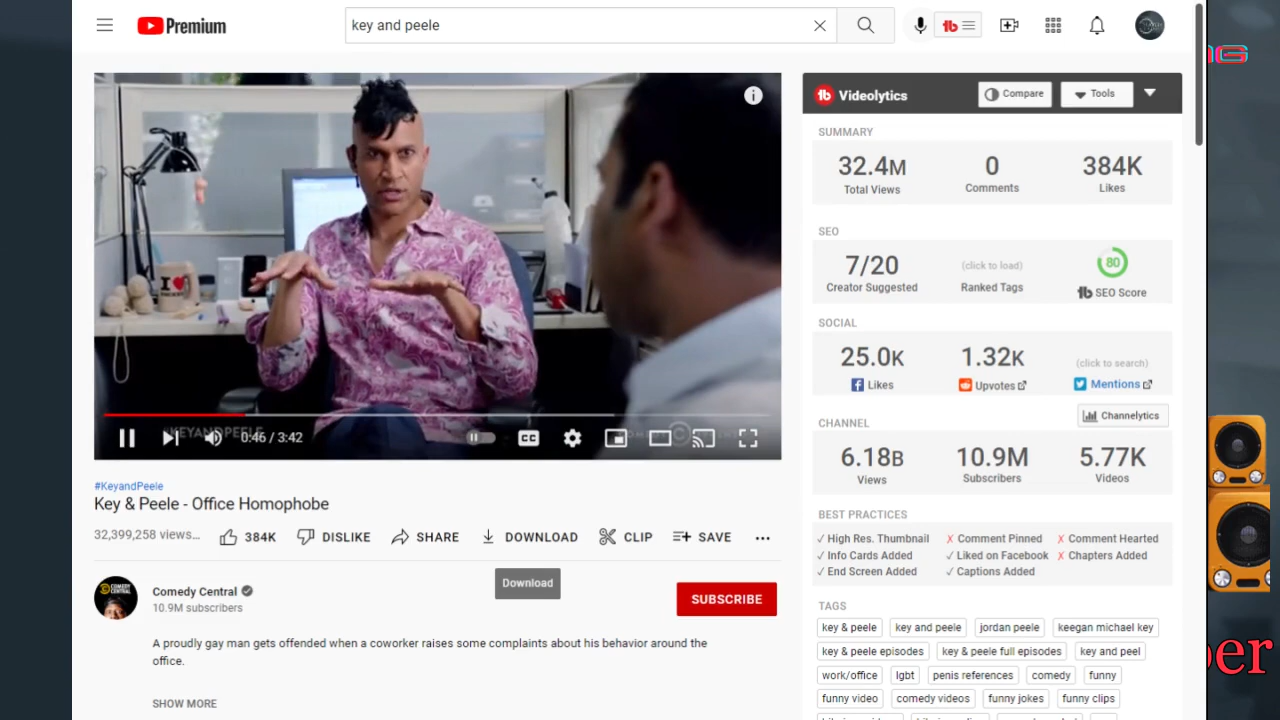 Premium
key and peele
I ♥
#KEYANDPEELE
0:46 / 3:42
CC
#KeyandPeele
Key & Peele - Office Homophobe
32,399,258 views...
384K
DISLIKE
SHARE
DOWNLOAD
CLIP
SAVE
Download
COMEDY
CENTRAL
Comedy Central
10.9M subscribers
SUBSCRIBE
A proudly gay man gets offended when a coworker raises some complaints about his behavior around the
office.
SHOW MORE
Videolytics
Compare
Tools
SUMMARY
32.4M 0 384K
Total Views Comments Likes
SEO
7/20 (click to load) 80
Creator Suggested Ranked Tags SEO Score
SOCIAL
25.0K 1.32K (click to search)
Likes Upvotes Mentions
Channelytics
CHANNEL
6.18B 10.9M 5.77K
Views Subscribers Videos
BEST PRACTICES
✓ High Res. Thumbnail ✗ Comment Pinned ✗ Comment Hearted
✓ Info Cards Added ✓ Liked on Facebook ✗ Chapters Added
✓ End Screen Added ✓ Captions Added
TAGS
key & peele key and peele jordan peele keegan michael key
key & peele episodes key & peele full episodes key and peel
work/office lgbt penis references comedy funny
funny video comedy videos funny jokes funny clips
NG
ber